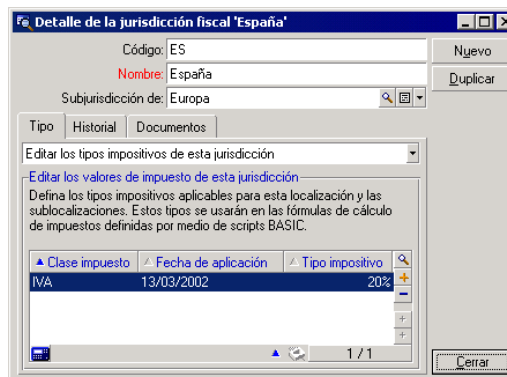 Detalle de la jurisdicción fiscal 'España'
Código: ES
Nuevo
Nombre: España
Duplicar
Subjurisdicción de: Europa
Tipo Historial Documentos
Editar los tipos impositivos de esta jurisdicción
Editar los valores de impuesto de esta jurisdicción
Defina los tipos impositivos aplicables para esta localización y las
sublocalizaciones. Estos tipos se usarán en las fórmulas de cálculo
de impuestos definidas por medio de scripts BASIC.
Clase impuesto Fecha de aplicación Tipo impositivo
IVA 13/03/2002 20%
1 / 1
Cerrar